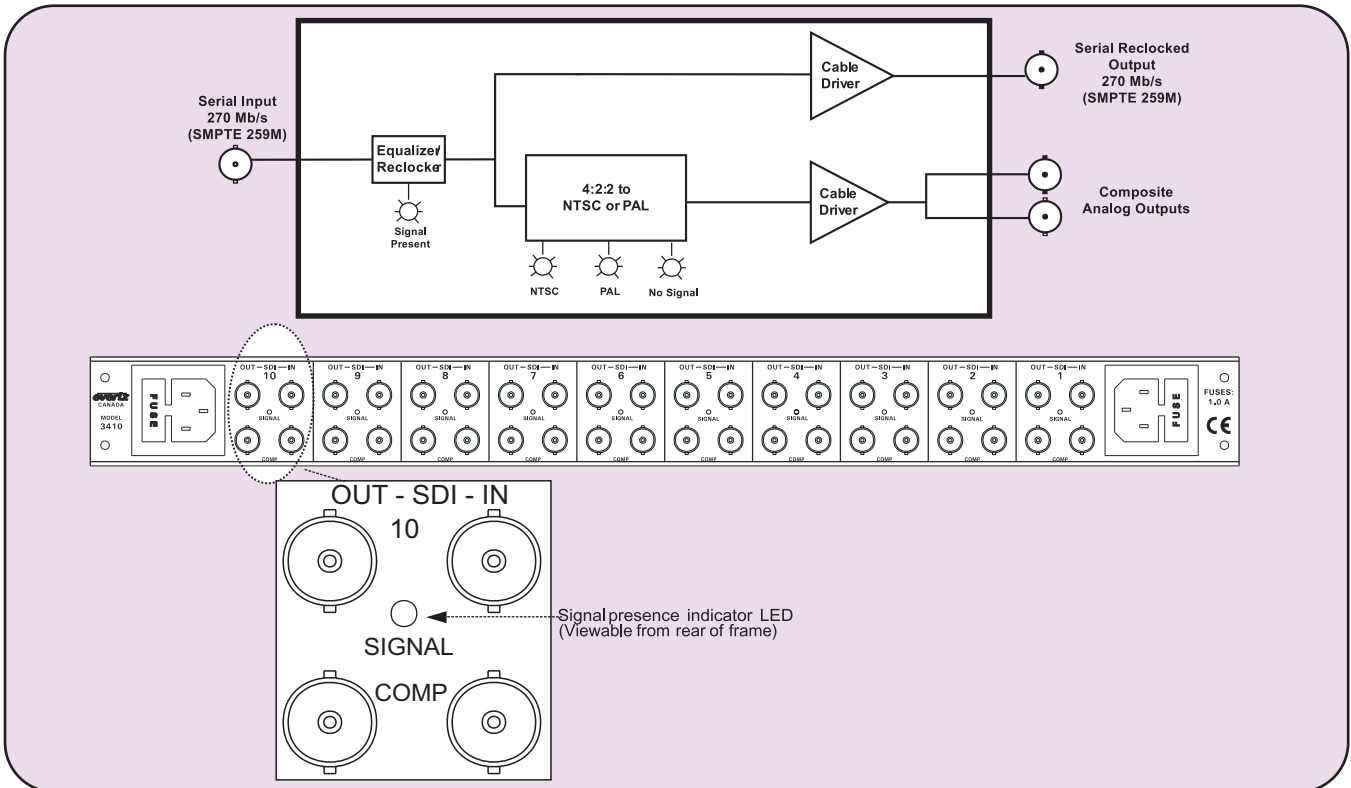 Serial Input
270 Mb/s
(SMPTE 259M)
Equalizer/
Reclocker
Signal
Present
4:2:2 to
NTSC or PAL
NTSC
PAL
No Signal
Cable
Driver
Cable
Driver
Serial Reclocked
Output
270 Mb/s
(SMPTE 259M)
Composite
Analog Outputs
evertz
CANADA
MODEL
3410
FUSE
OUT – SDI – IN
10
SIGNAL
COMP
OUT – SDI – IN
9
SIGNAL
COMP
OUT – SDI – IN
8
SIGNAL
COMP
OUT – SDI – IN
7
SIGNAL
COMP
OUT – SDI – IN
6
SIGNAL
COMP
OUT – SDI – IN
5
SIGNAL
COMP
OUT – SDI – IN
4
SIGNAL
COMP
OUT – SDI – IN
3
SIGNAL
COMP
OUT – SDI – IN
2
SIGNAL
COMP
OUT – SDI – IN
1
SIGNAL
COMP
FUSE
FUSES:
1.0 A
CE
OUT - SDI - IN
10
SIGNAL
COMP
Signal presence indicator LED
(Viewable from rear of frame)